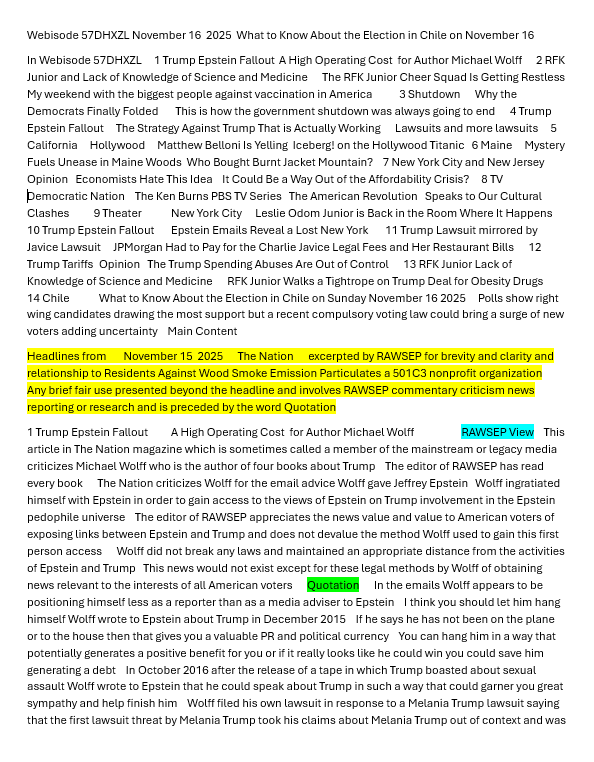 Webisode 57DHXZL November 16 2025 What to Know About the Election in Chile on November 16
In Webisode 57DHXZL 1 Trump Epstein Fallout A High Operating Cost for Author Michael Wolff 2 RFK
Junior and Lack of Knowledge of Science and Medicine The RFK Junior Cheer Squad Is Getting Restless
My weekend with the biggest people against vaccination in America 3 Shutdown Why the
Democrats Finally Folded This is how the government shutdown was always going to end 4 Trump
Epstein Fallout The Strategy Against Trump That is Actually Working Lawsuits and more lawsuits 5
California Hollywood Matthew Belloni Is Yelling Iceberg! on the Hollywood Titanic 6 Maine Mystery
Fuels Unease in Maine Woods Who Bought Burnt Jacket Mountain? 7 New York City and New Jersey
Opinion Economists Hate This Idea It Could Be a Way Out of the Affordability Crisis? 8 TV
Democratic Nation The Ken Burns PBS TV Series The American Revolution Speaks to Our Cultural
Clashes 9 Theater New York City Leslie Odom Junior is Back in the Room Where It Happens
10 Trump Epstein Fallout Epstein Emails Reveal a Lost New York 11 Trump Lawsuit mirrored by
Javice Lawsuit JPMorgan Had to Pay for the Charlie Javice Legal Fees and Her Restaurant Bills 12
Trump Tariffs Opinion The Trump Spending Abuses Are Out of Control 13 RFK Junior Lack of
Knowledge of Science and Medicine RFK Junior Walks a Tightrope on Trump Deal for Obesity Drugs
14 Chile What to Know About the Election in Chile on Sunday November 16 2025 Polls show right
wing candidates drawing the most support but a recent compulsory voting law could bring a surge of new
voters adding uncertainty Main Content
Headlines from November 15 2025 The Nation excerpted by RAWSEP for brevity and clarity and
relationship to Residents Against Wood Smoke Emission Particulates a 501C3 nonprofit organization
Any brief fair use presented beyond the headline and involves RAWSEP commentary criticism news
reporting or research and is preceded by the word Quotation
1 Trump Epstein Fallout A High Operating Cost for Author Michael Wolff RAWSEP View This
article in The Nation magazine which is sometimes called a member of the mainstream or legacy media
criticizes Michael Wolff who is the author of four books about Trump The editor of RAWSEP has read
every book The Nation criticizes Wolff for the email advice Wolff gave Jeffrey Epstein Wolff ingratiated
himself with Epstein in order to gain access to the views of Epstein on Trump involvement in the Epstein
pedophile universe The editor of RAWSEP appreciates the news value and value to American voters of
exposing links between Epstein and Trump and does not devalue the method Wolff used to gain this first
person access Wolff did not break any laws and maintained an appropriate distance from the activities
of Epstein and Trump This news would not exist except for these legal methods by Wolff of obtaining
news relevant to the interests of all American voters Quotation In the emails Wolff appears to be
positioning himself less as a reporter than as a media adviser to Epstein I think you should let him hang
himself Wolff wrote to Epstein about Trump in December 2015 If he says he has not been on the plane
or to the house then that gives you a valuable PR and political currency You can hang him in a way that
potentially generates a positive benefit for you or if it really looks like he could win you could save him
generating a debt In October 2016 after the release of a tape in which Trump boasted about sexual
assault Wolff wrote to Epstein that he could speak about Trump in such a way that could garner you great
sympathy and help finish him Wolff filed his own lawsuit in response to a Melania Trump lawsuit saying
that the first lawsuit threat by Melania Trump took his claims about Melania Trump out of context and was